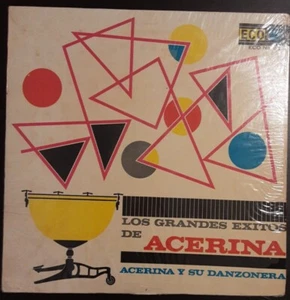 ECO
LOS GRANDES EXITOS
DE ACERINA
ACERINA Y SU DANZONERA